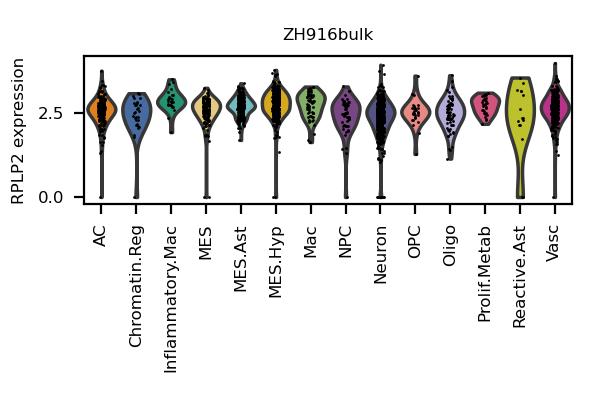 ZH916bulk
RPLP2 expression
2.5
0.0
AC
Chromatin.Reg
Inflammatory.Mac
MES
MES.Ast
MES.Hyp
Mac
NPC
Neuron
OPC
Oligo
Prolif.Metab
Reactive.Ast
Vasc